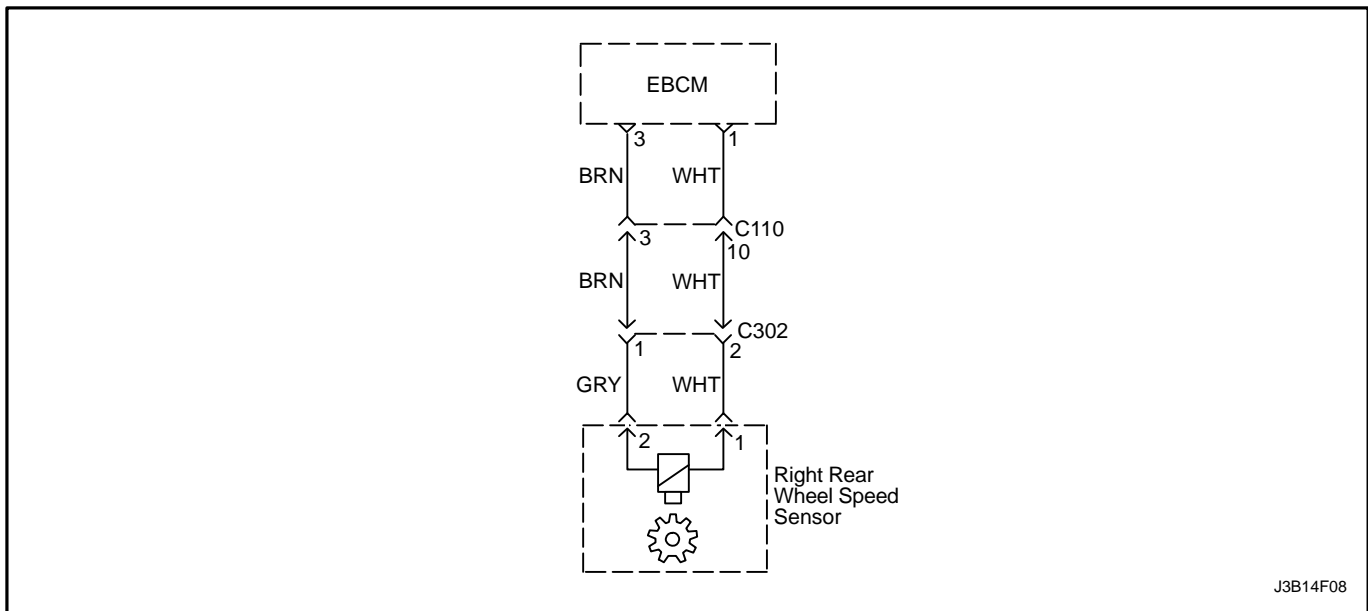 EBCM
3 1
BRN WHT
C110
3 10
BRN WHT
C302
1 2
GRY WHT
2 1
Right Rear
Wheel Speed
Sensor
J3B14F08